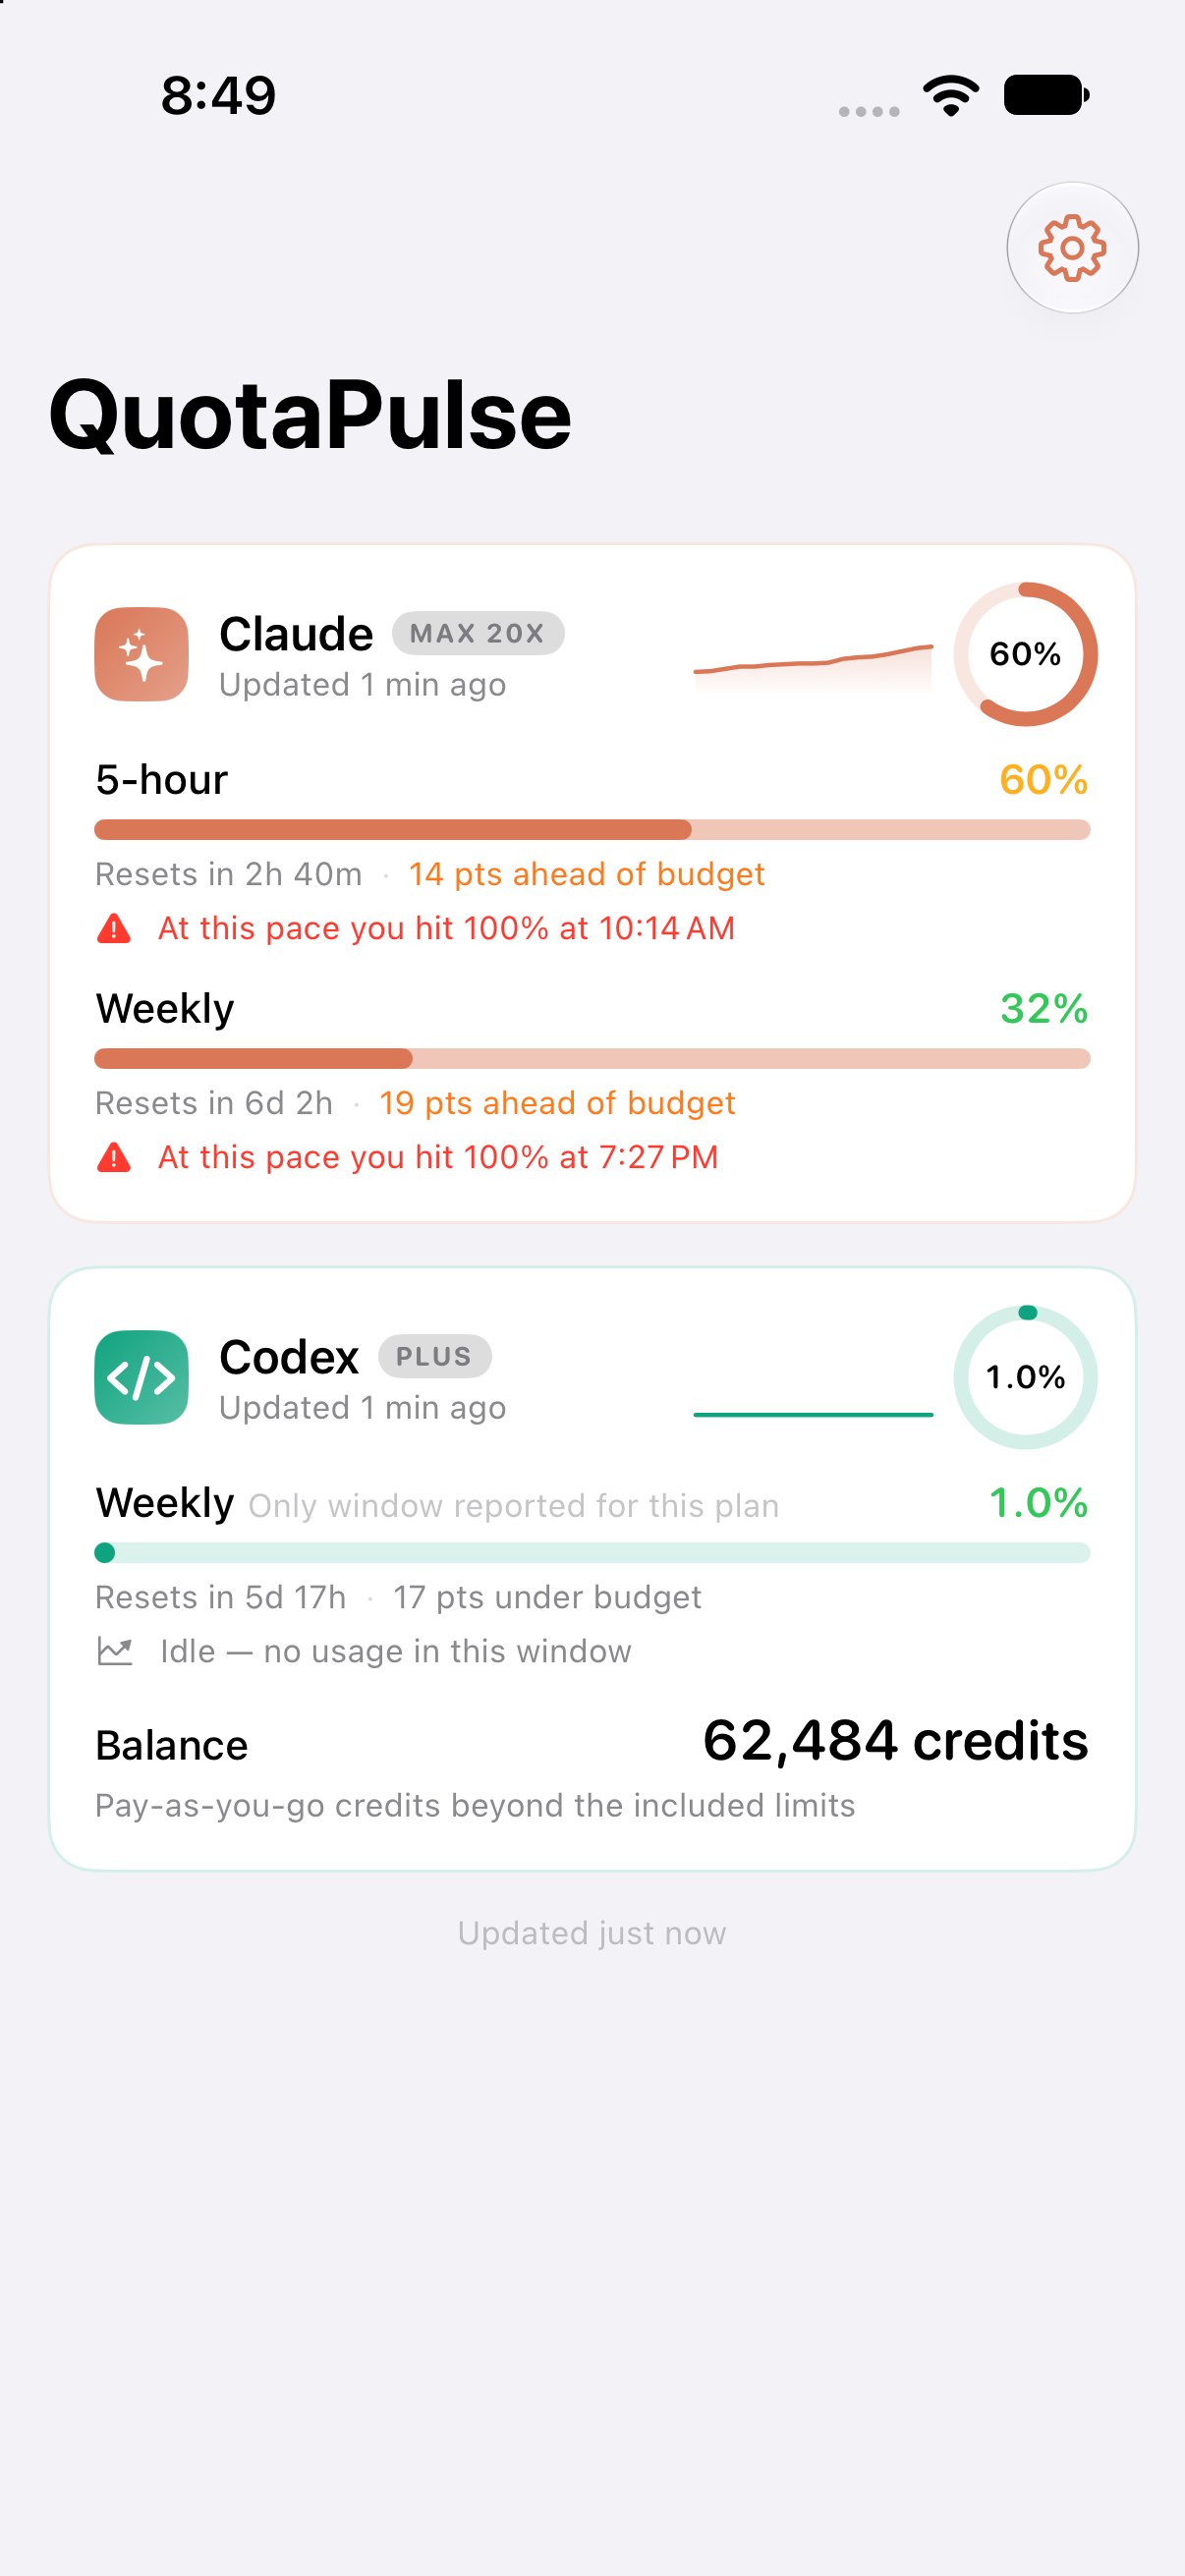 8:49
QuotaPulse
Claude MAX 20X
Updated 1 min ago
60%
5-hour 60%
Resets in 2h 40m · 14 pts ahead of budget
At this pace you hit 100% at 10:14 AM
Weekly 32%
Resets in 6d 2h · 19 pts ahead of budget
At this pace you hit 100% at 7:27 PM
Codex PLUS
Updated 1 min ago
1.0%
Weekly Only window reported for this plan 1.0%
Resets in 5d 17h · 17 pts under budget
Idle — no usage in this window
Balance 62,484 credits
Pay-as-you-go credits beyond the included limits
Updated just now